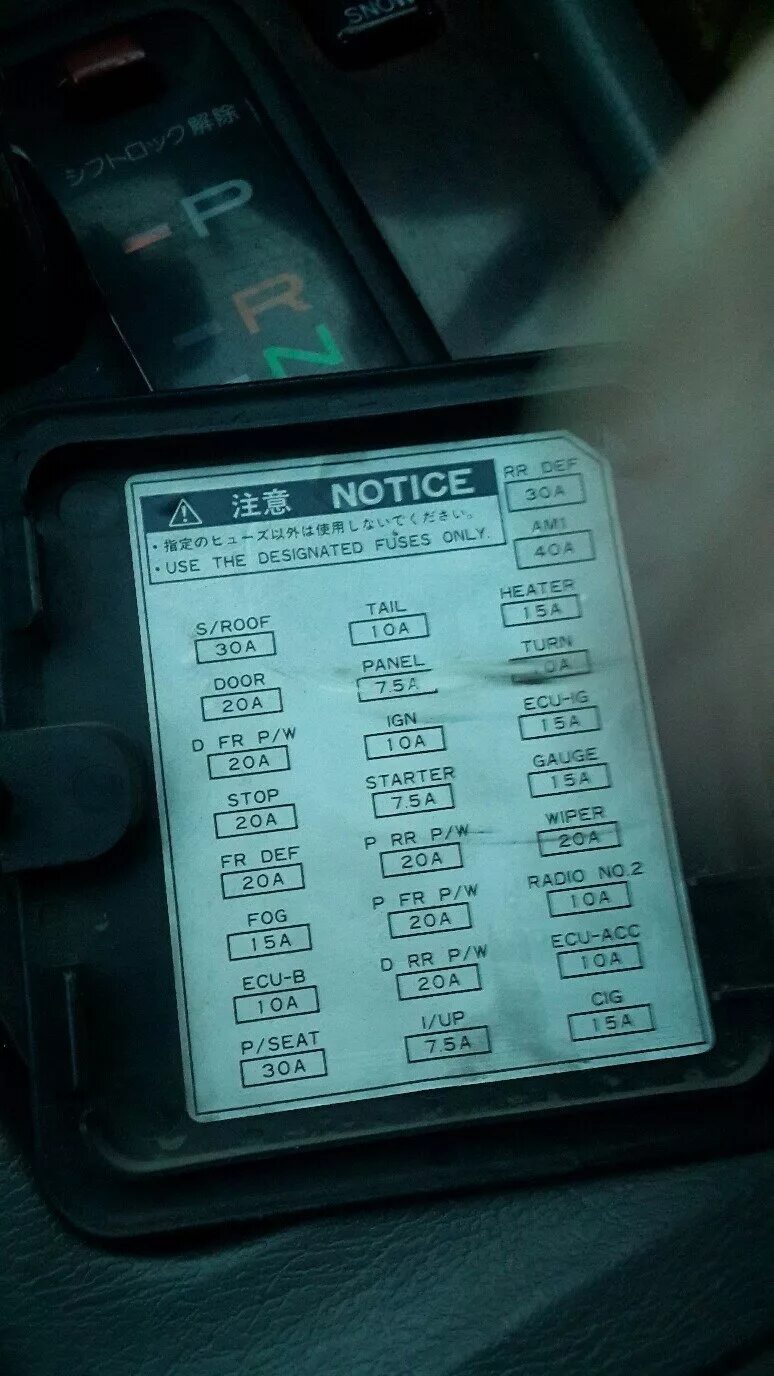 SNOW
シフトロック解除
P
R
N
注意 NOTICE
・指定のヒューズ以外は使用しないでください。
・USE THE DESIGNATED FUSES ONLY.
RR DEF
30A
AM1
40A
S/ROOF
30A
DOOR
20A
D FR P/W
20A
STOP
20A
FR DEF
20A
FOG
15A
ECU-B
10A
P/SEAT
30A
TAIL
10A
PANEL
7.5A
IGN
10A
STARTER
7.5A
P RR P/W
20A
P FR P/W
20A
D RR P/W
20A
I/UP
7.5A
HEATER
15A
TURN
ECU-IG
15A
GAUGE
15A
WIPER
20A
RADIO NO.2
10A
ECU-ACC
10A
CIG
15A